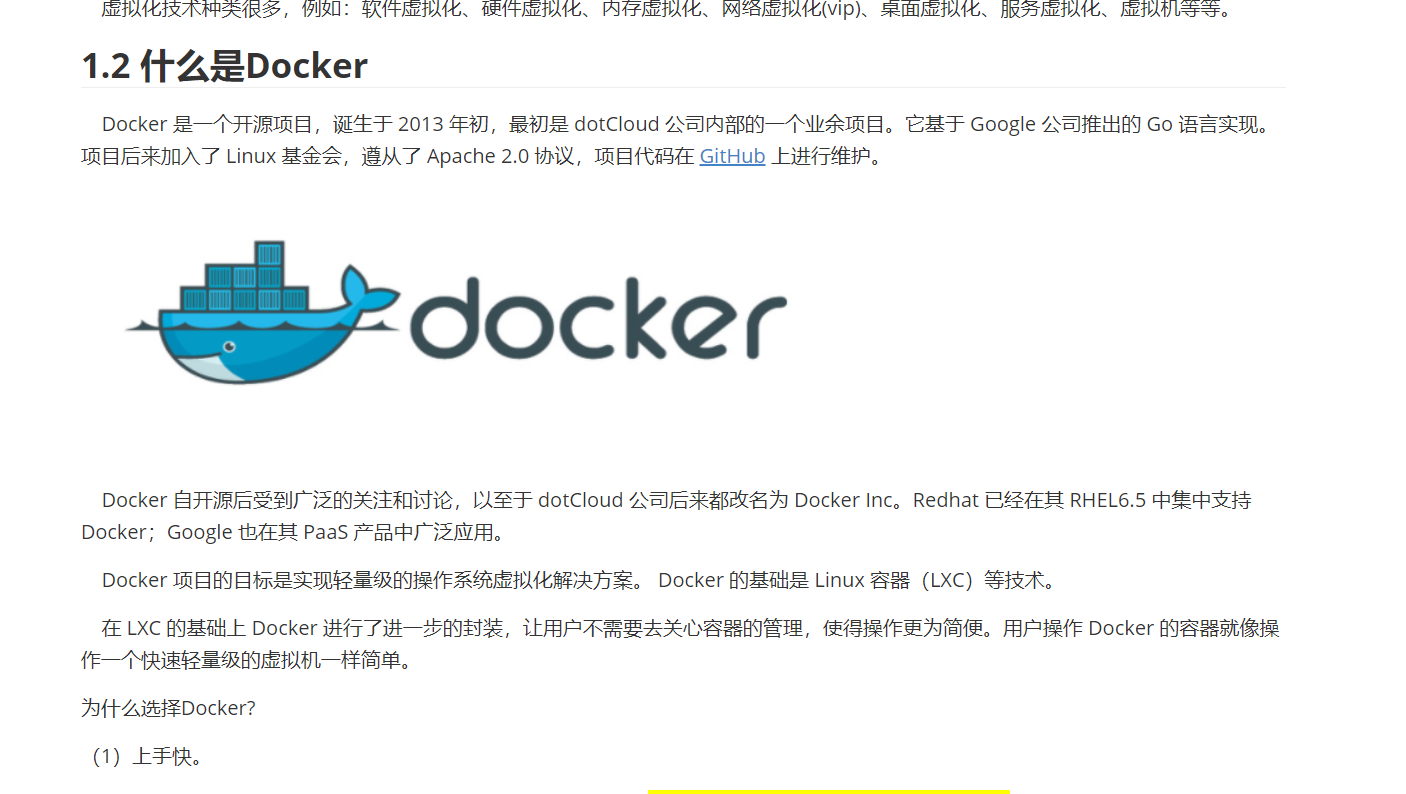 虚拟化技术种类很多，例如：软件虚拟化、硬件虚拟化、内存虚拟化、网络虚拟化(vip)、桌面虚拟化、服务虚拟化、虚拟机等等。
1.2 什么是Docker
Docker 是一个开源项目，诞生于 2013 年初，最初是 dotCloud 公司内部的一个业余项目。它基于 Google 公司推出的 Go 语言实现。
项目后来加入了 Linux 基金会，遵从了 Apache 2.0 协议，项目代码在 GitHub 上进行维护。
docker
Docker 自开源后受到广泛的关注和讨论，以至于 dotCloud 公司后来都改名为 Docker Inc。Redhat 已经在其 RHEL6.5 中集中支持
Docker；Google 也在其 PaaS 产品中广泛应用。
Docker 项目的目标是实现轻量级的操作系统虚拟化解决方案。 Docker 的基础是 Linux 容器（LXC）等技术。
在 LXC 的基础上 Docker 进行了进一步的封装，让用户不需要去关心容器的管理，使得操作更为简便。用户操作 Docker 的容器就像操
作一个快速轻量级的虚拟机一样简单。
为什么选择Docker?
（1）上手快。